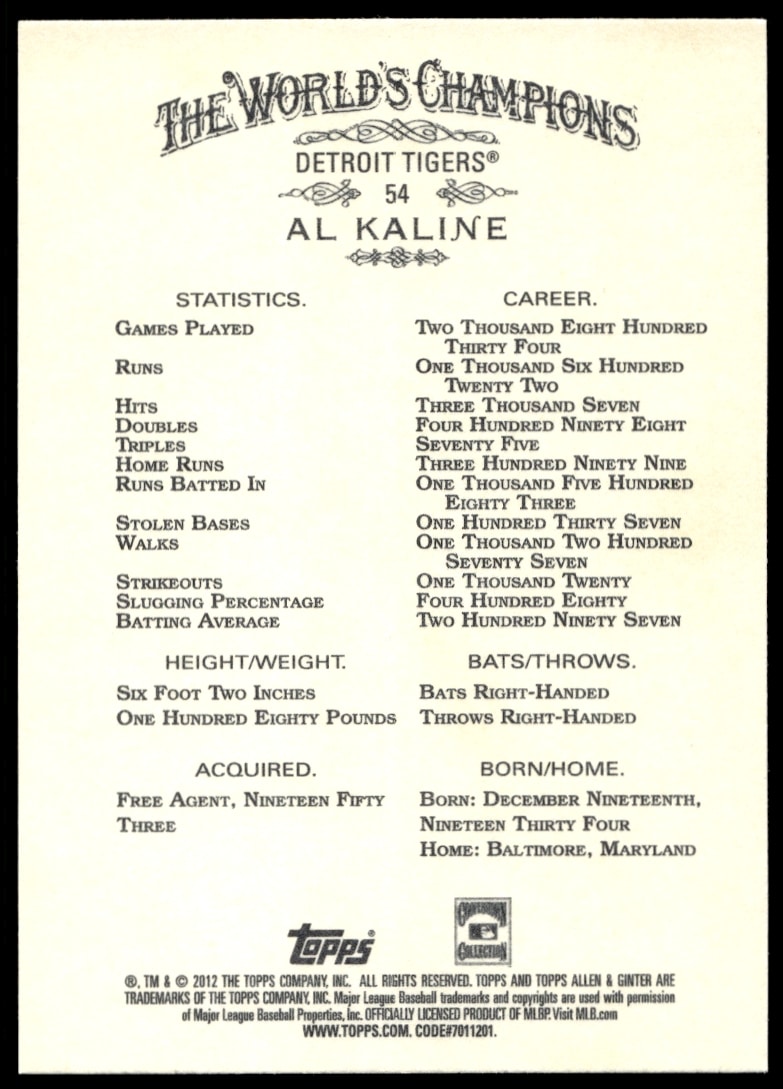 THE WORLD'S CHAMPIONS
DETROIT TIGERS®
54
AL KALINE
STATISTICS. CAREER.
GAMES PLAYED TWO THOUSAND EIGHT HUNDRED
THIRTY FOUR
RUNS ONE THOUSAND SIX HUNDRED
TWENTY TWO
HITS THREE THOUSAND SEVEN
DOUBLES FOUR HUNDRED NINETY EIGHT
TRIPLES SEVENTY FIVE
HOME RUNS THREE HUNDRED NINETY NINE
RUNS BATTED IN ONE THOUSAND FIVE HUNDRED
EIGHTY THREE
STOLEN BASES ONE HUNDRED THIRTY SEVEN
WALKS ONE THOUSAND TWO HUNDRED
SEVENTY SEVEN
STRIKEOUTS ONE THOUSAND TWENTY
SLUGGING PERCENTAGE FOUR HUNDRED EIGHTY
BATTING AVERAGE TWO HUNDRED NINETY SEVEN
HEIGHT/WEIGHT. BATS/THROWS.
SIX FOOT TWO INCHES BATS RIGHT-HANDED
ONE HUNDRED EIGHTY POUNDS THROWS RIGHT-HANDED
ACQUIRED. BORN/HOME.
FREE AGENT, NINETEEN FIFTY BORN: DECEMBER NINETEENTH,
THREE NINETEEN THIRTY FOUR
HOME: BALTIMORE, MARYLAND
COOPERSTOWN
COLLECTION
Topps®
®, TM & © 2012 THE TOPPS COMPANY, INC. ALL RIGHTS RESERVED. TOPPS AND TOPPS ALLEN & GINTER ARE
TRADEMARKS OF THE TOPPS COMPANY, INC. Major League Baseball trademarks and copyrights are used with permission
of Major League Baseball Properties, Inc. OFFICIALLY LICENSED PRODUCT OF MLBP. Visit MLB.com
WWW.TOPPS.COM. CODE#7011201.